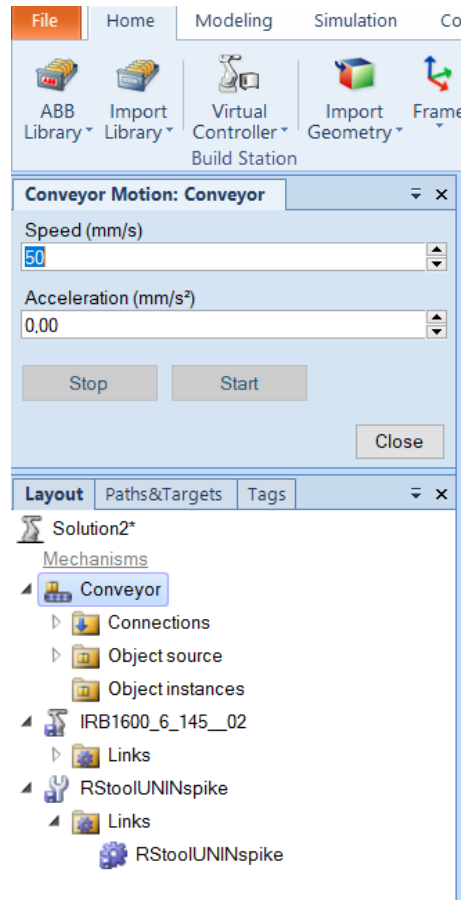 File Home Modeling Simulation Co
ABB Library Import Library Virtual Controller Import Geometry Frame
Build Station
Conveyor Motion: Conveyor
Speed (mm/s)
50
Acceleration (mm/s²)
0,00
Stop Start
Close
Layout Paths&Targets Tags
Solution2*
Mechanisms
Conveyor
Connections
Object source
Object instances
IRB1600_6_145__02
Links
RStoolUNINspike
Links
RStoolUNINspike